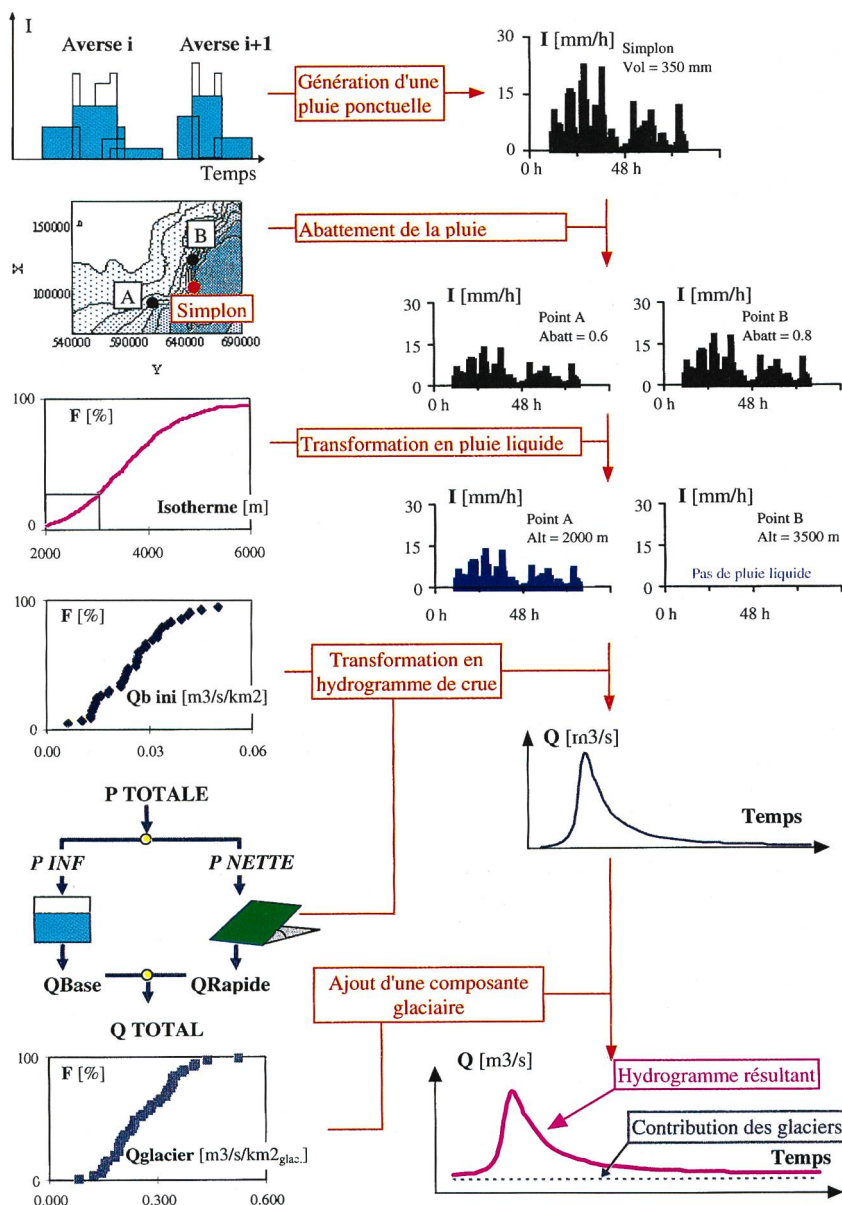 I
Averse i
Averse i+1
Temps
Génération d'une
pluie ponctuelle
I [mm/h]
30
15
0
Simplon
Vol = 350 mm
0 h
48 h
150000
100000
X
B
A
Simplon
540000
590000
640000
690000
Y
Abattement de la pluie
I [mm/h]
30
15
0
Point A
Abatt = 0.6
0 h
48 h
I [mm/h]
30
15
0
Point B
Abatt = 0.8
0 h
48 h
100
0
F [%]
Isotherme [m]
2000
4000
6000
Transformation en pluie liquide
I [mm/h]
30
15
0
Point A
Alt = 2000 m
0 h
48 h
I [mm/h]
30
15
0
Point B
Alt = 3500 m
Pas de pluie liquide
0 h
48 h
100
0
F [%]
Qb ini [m3/s/km2]
0.00
0.03
0.06
Transformation en
hydrogramme de crue
Q [m3/s]
Temps
P TOTALE
P INF
P NETTE
QBase
QRapide
Q TOTAL
Ajout d'une composante
glaciaire
100
0
F [%]
Qglacier [m3/s/km2glac.]
0.000
0.300
0.600
Q [m3/s]
Hydrogramme résultant
Contribution des glaciers
Temps